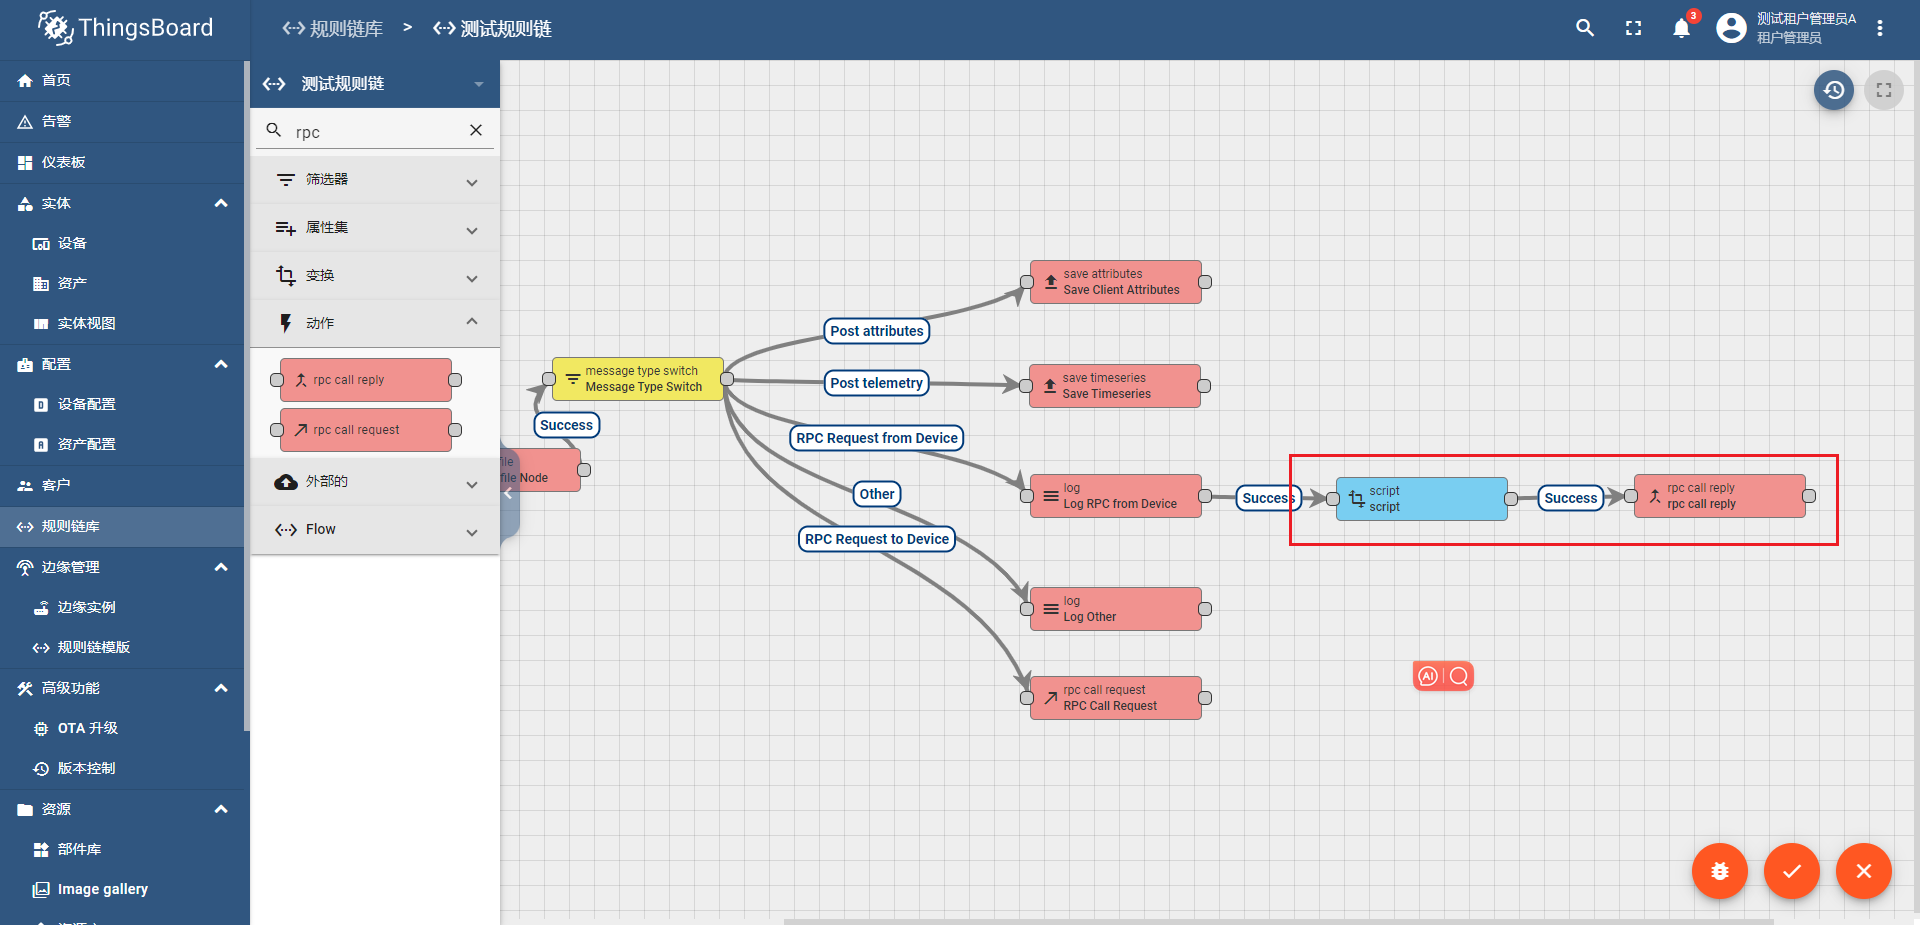 ThingsBoard
规则链库 > 测试规则链
3
测试租户管理员A
租户管理员
首页
告警
仪表板
实体
设备
资产
实体视图
配置
设备配置
资产配置
客户
规则链库
边缘管理
边缘实例
规则链模版
高级功能
OTA 升级
版本控制
资源
部件库
Image gallery
测试规则链
rpc
筛选器
属性集
变换
动作
rpc call reply
rpc call request
外部的
Flow
file
file Node
Success
message type switch
Message Type Switch
Post attributes
Post telemetry
RPC Request from Device
Other
RPC Request to Device
save attributes
Save Client Attributes
save timeseries
Save Timeseries
log
Log RPC from Device
Success
script
script
Success
rpc call reply
rpc call reply
log
Log Other
rpc call request
RPC Call Request
AI